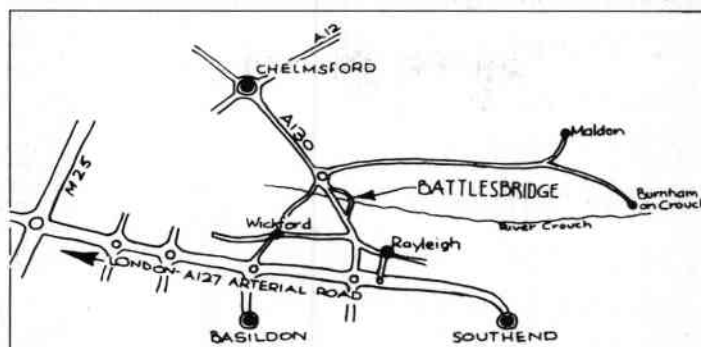 A12
CHELMSFORD
A130
Maldon
M25
BATTLESBRIDGE
Burnham
on Crouch
Wickford
River Crouch
Rayleigh
LONDON-A127 ARTERIAL ROAD
BASILDON
SOUTHEND